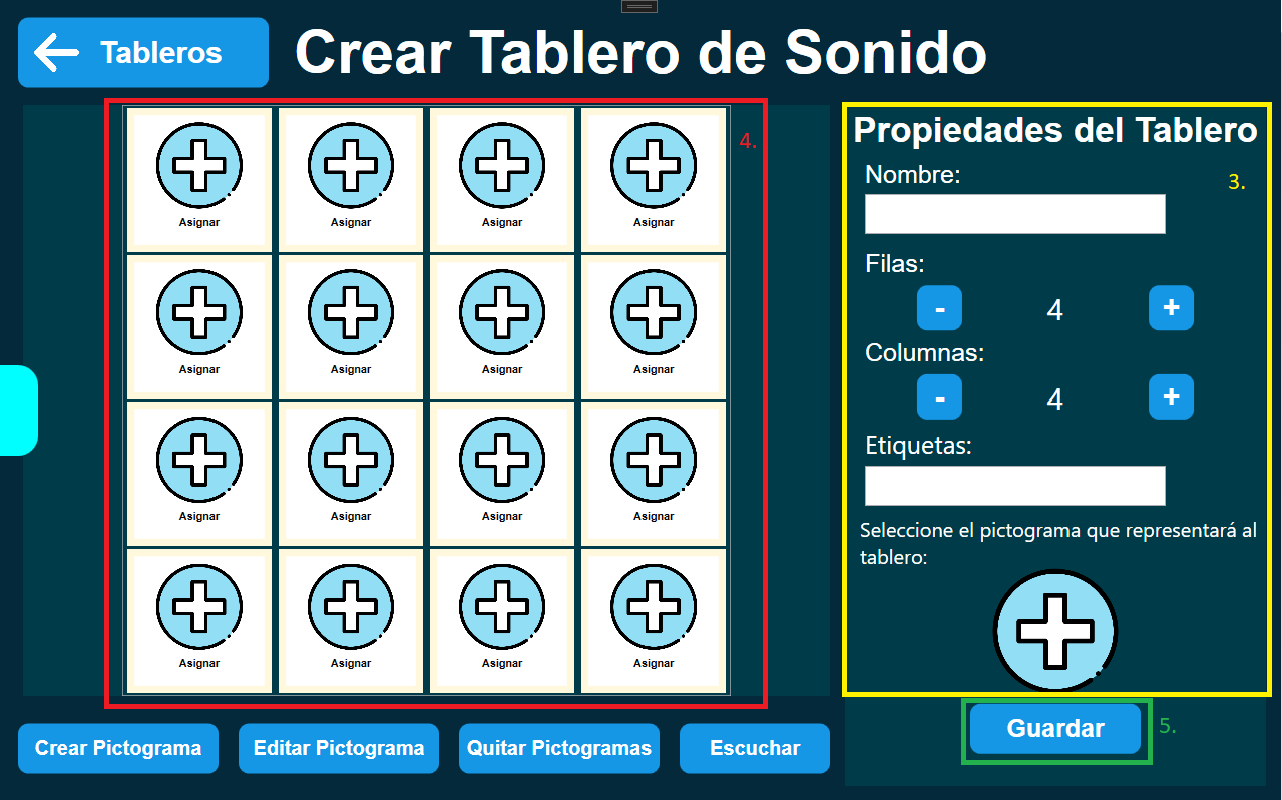 Tableros
Crear Tablero de Sonido
4.
Asignar Asignar Asignar Asignar
Asignar Asignar Asignar Asignar
Asignar Asignar Asignar Asignar
Asignar Asignar Asignar Asignar
Propiedades del Tablero
Nombre:
3.
Filas:
- 4 +
Columnas:
- 4 +
Etiquetas:
Seleccione el pictograma que representará al
tablero:
Crear Pictograma Editar Pictograma Quitar Pictogramas Escuchar
Guardar
5.